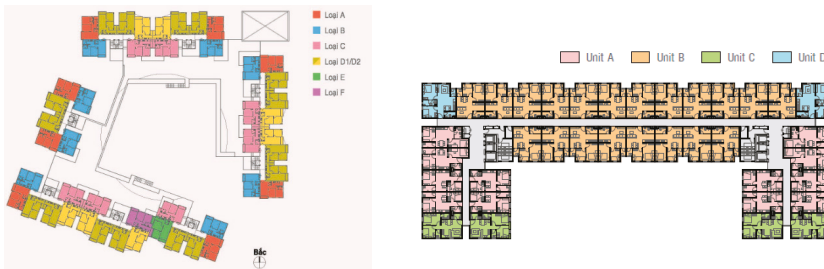 Loại A
Loại B
Loại C
Loại D1/D2
Loại E
Loại F
Bắc
Unit A
Unit B
Unit C
Unit D